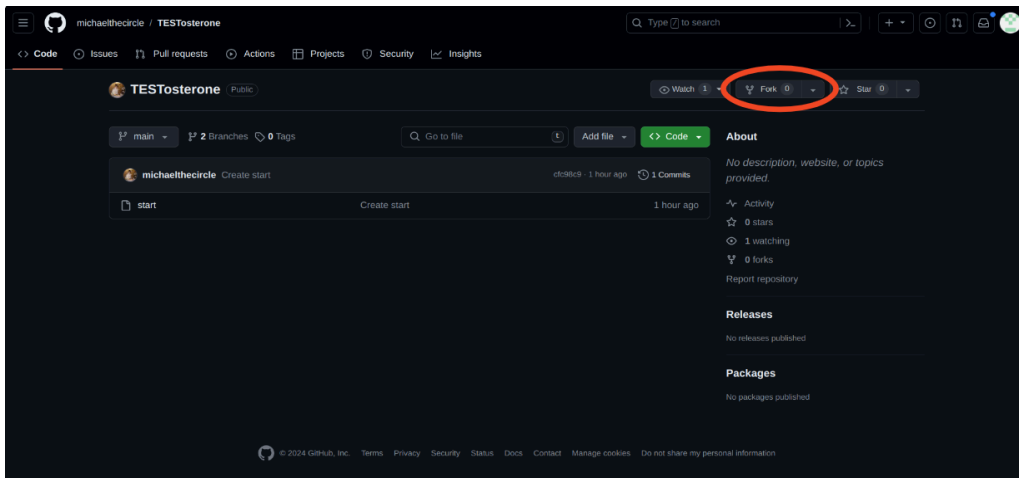 michaelthecircle / TESTosterone Type / to search
Code Issues Pull requests Actions Projects Security Insights
TESTosterone Public Watch 1 Fork 0 Star 0
main 2 Branches 0 Tags Go to file t Add file Code
About
No description, website, or topics
provided.
michaelthecircle Create start cfc98c9 · 1 hour ago 1 Commits
start Create start 1 hour ago
Activity
0 stars
1 watching
0 forks
Report repository
Releases
No releases published
Packages
No packages published
© 2024 GitHub, Inc. Terms Privacy Security Status Docs Contact Manage cookies Do not share my personal information